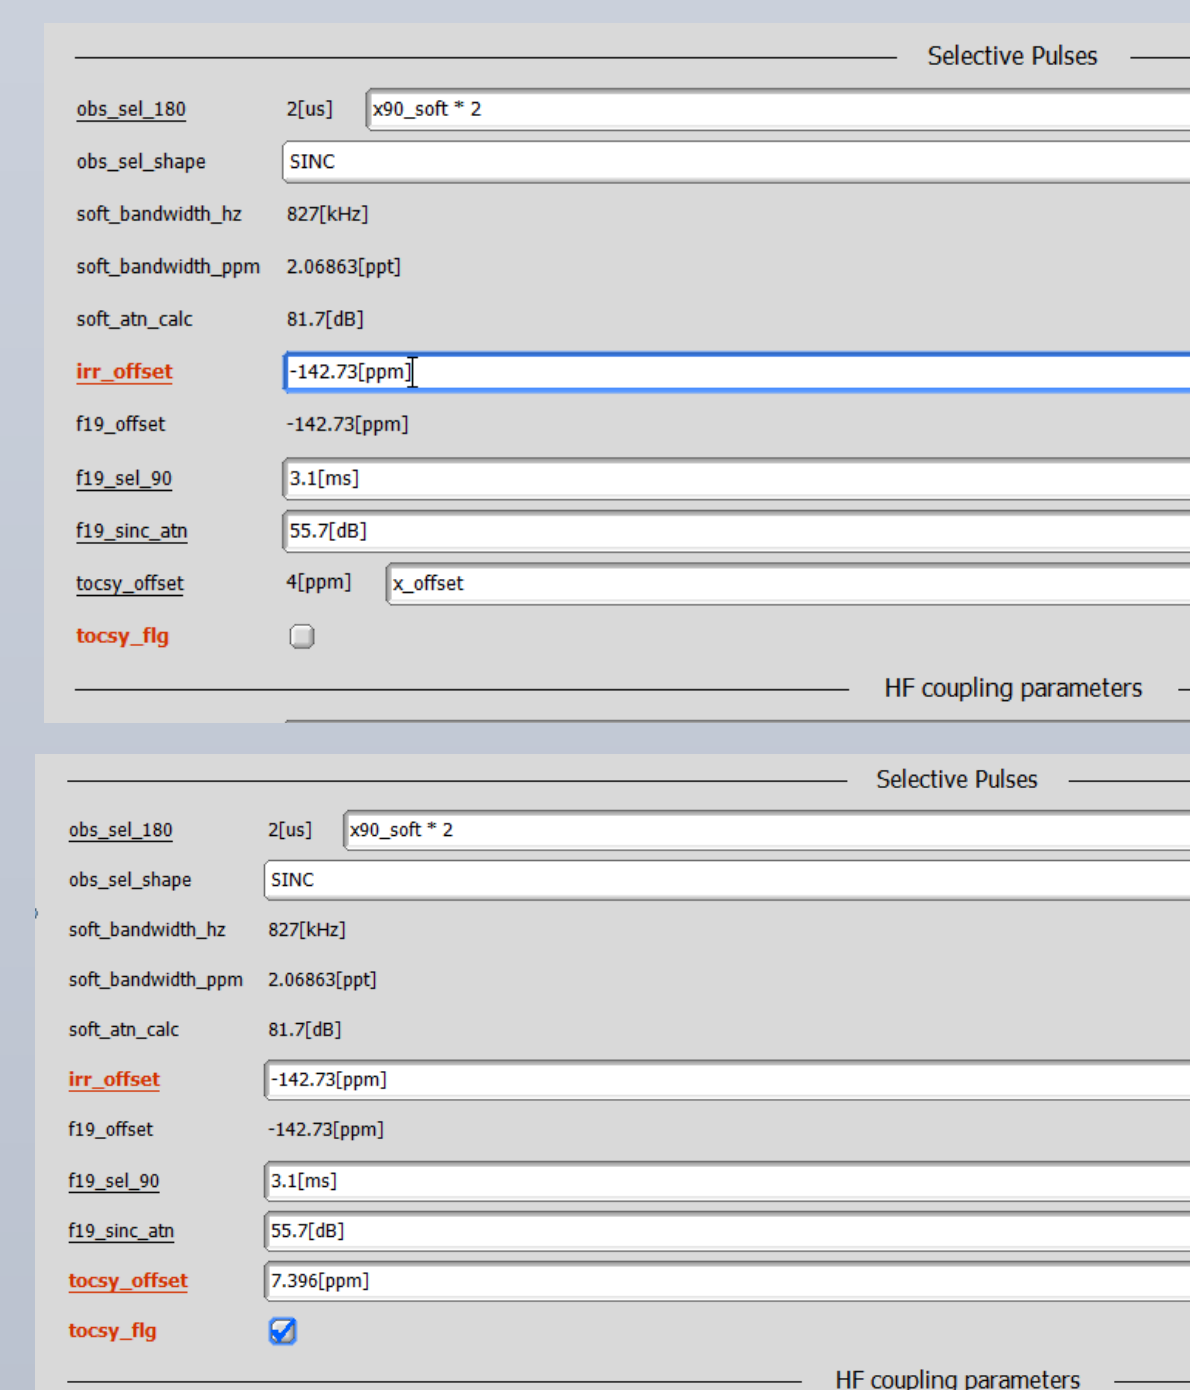 Selective Pulses
obs_sel_180 2[us] x90_soft * 2
obs_sel_shape SINC
soft_bandwidth_hz 827[kHz]
soft_bandwidth_ppm 2.06863[ppt]
soft_atn_calc 81.7[dB]
irr_offset -142.73[ppm]
f19_offset -142.73[ppm]
f19_sel_90 3.1[ms]
f19_sinc_atn 55.7[dB]
tocsy_offset 4[ppm] x_offset
tocsy_flg
HF coupling parameters
Selective Pulses
obs_sel_180 2[us] x90_soft * 2
obs_sel_shape SINC
soft_bandwidth_hz 827[kHz]
soft_bandwidth_ppm 2.06863[ppt]
soft_atn_calc 81.7[dB]
irr_offset -142.73[ppm]
f19_offset -142.73[ppm]
f19_sel_90 3.1[ms]
f19_sinc_atn 55.7[dB]
tocsy_offset 7.396[ppm]
tocsy_flg
HF coupling parameters